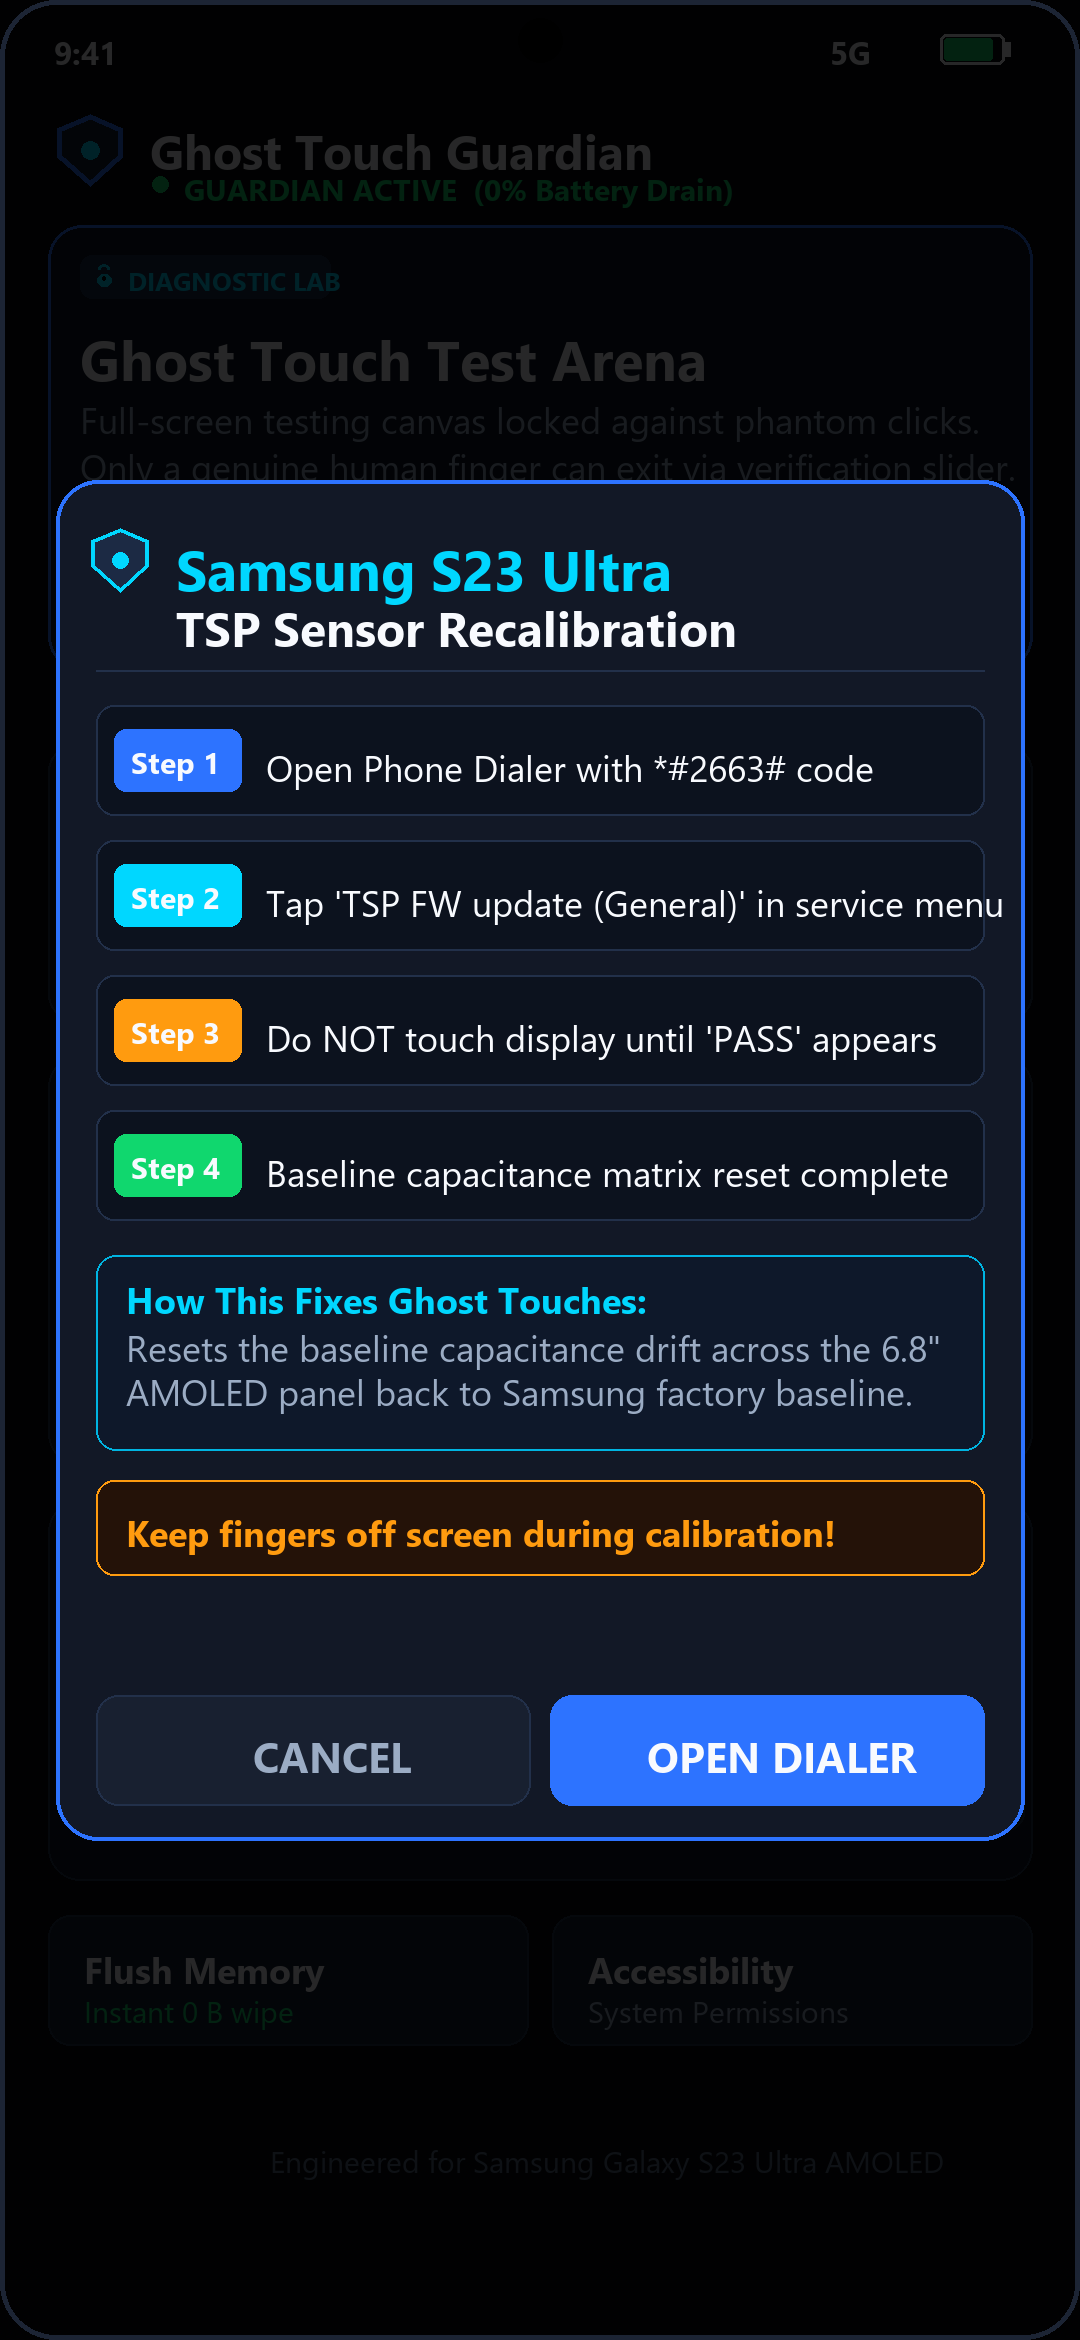 9:41
5G
Ghost Touch Guardian
GUARDIAN ACTIVE (0% Battery Drain)
DIAGNOSTIC LAB
Ghost Touch Test Arena
Full-screen testing canvas locked against phantom clicks.
Only a genuine human finger can exit via verification slider.
Samsung S23 Ultra
TSP Sensor Recalibration
Step 1 Open Phone Dialer with *#2663# code
Step 2 Tap 'TSP FW update (General)' in service menu
Step 3 Do NOT touch display until 'PASS' appears
Step 4 Baseline capacitance matrix reset complete
How This Fixes Ghost Touches:
Resets the baseline capacitance drift across the 6.8"
AMOLED panel back to Samsung factory baseline.
Keep fingers off screen during calibration!
CANCEL
OPEN DIALER
Flush Memory
Instant 0 B wipe
Accessibility
System Permissions
Engineered for Samsung Galaxy S23 Ultra AMOLED